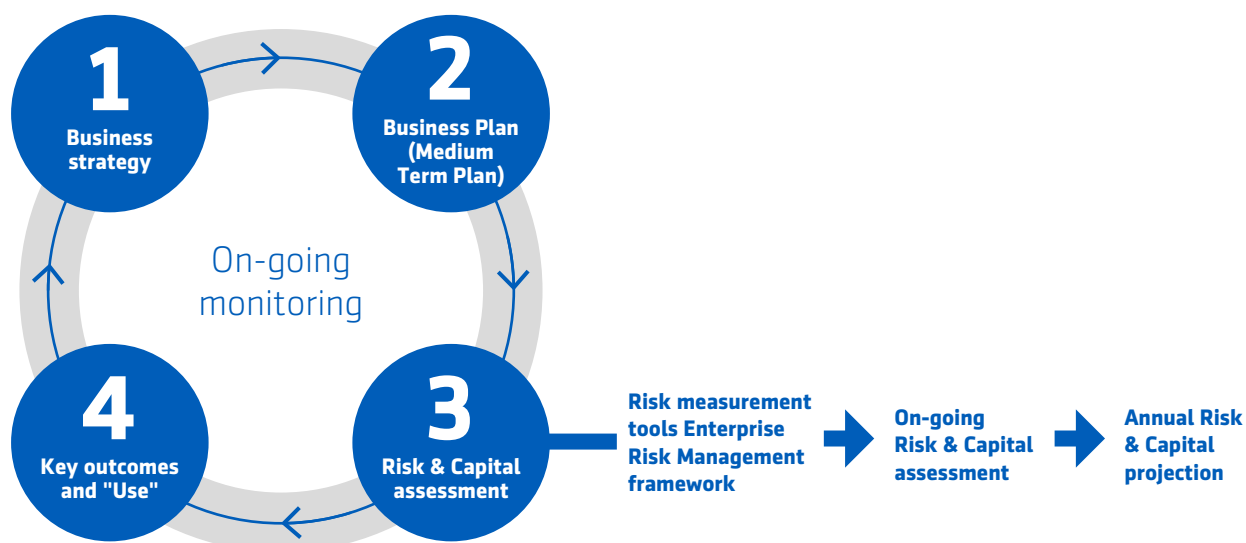 1
Business
strategy
2
Business Plan
(Medium
Term Plan)
On-going
monitoring
4
Key outcomes
and "Use"
3
Risk & Capital
assessment
Risk measurement
tools Enterprise
Risk Management
framework
On-going
Risk & Capital
assessment
Annual Risk
& Capital
projection